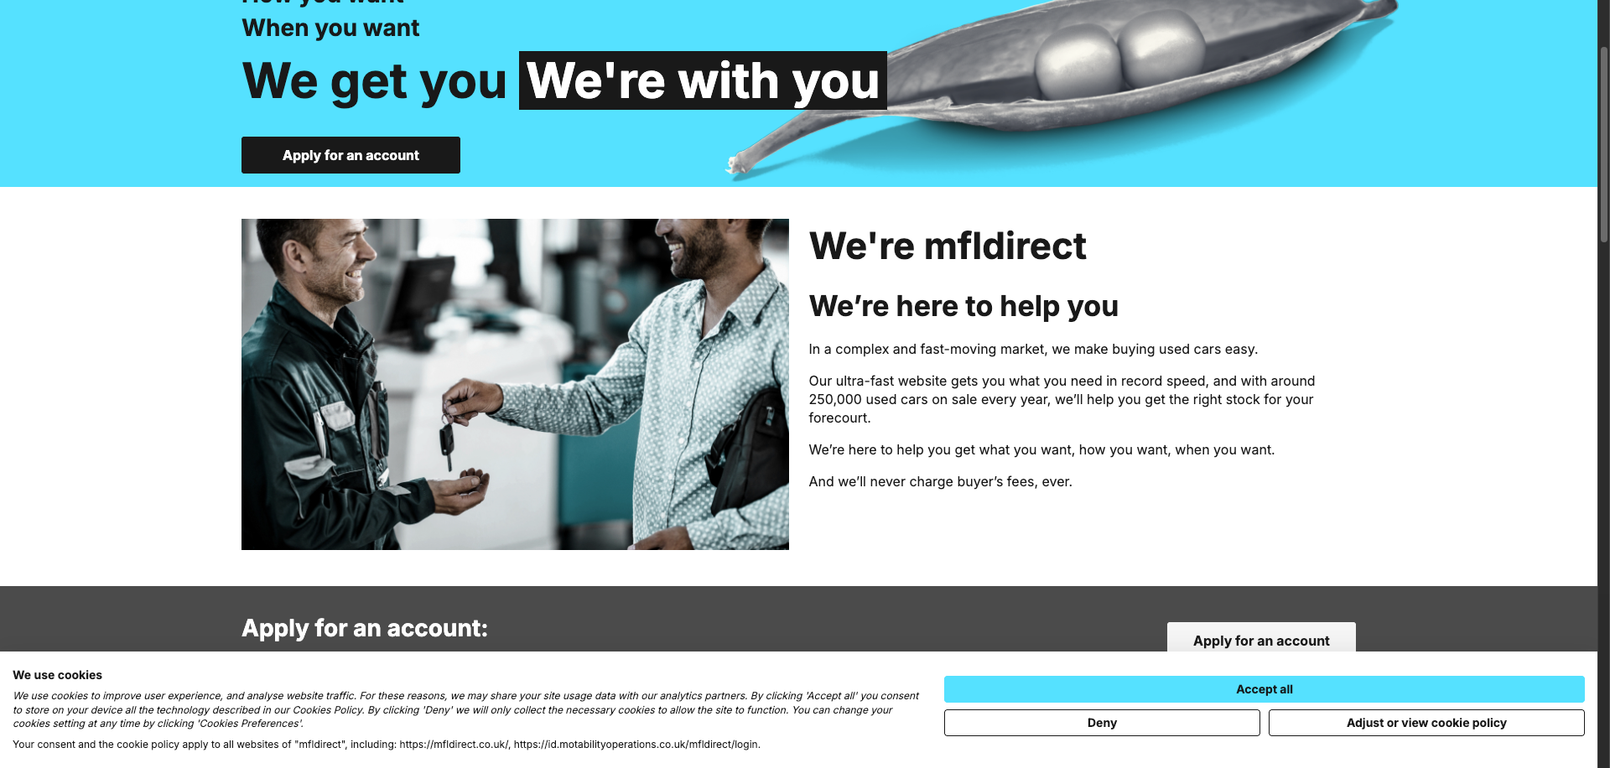 When you want
We get you We're with you
Apply for an account
We're mfldirect
We’re here to help you
In a complex and fast-moving market, we make buying used cars easy.
Our ultra-fast website gets you what you need in record speed, and with around
250,000 used cars on sale every year, we’ll help you get the right stock for your
forecourt.
We’re here to help you get what you want, how you want, when you want.
And we’ll never charge buyer’s fees, ever.
Apply for an account:
Apply for an account
We use cookies
We use cookies to improve user experience, and analyse website traffic. For these reasons, we may share your site usage data with our analytics partners. By clicking 'Accept all' you consent
to store on your device all the technology described in our Cookies Policy. By clicking 'Deny' we will only collect the necessary cookies to allow the site to function. You can change your
cookies setting at any time by clicking 'Cookies Preferences'.
Your consent and the cookie policy apply to all websites of "mfldirect", including: https://mfldirect.co.uk/, https://id.motabilityoperations.co.uk/mfldirect/login.
Accept all
Deny
Adjust or view cookie policy